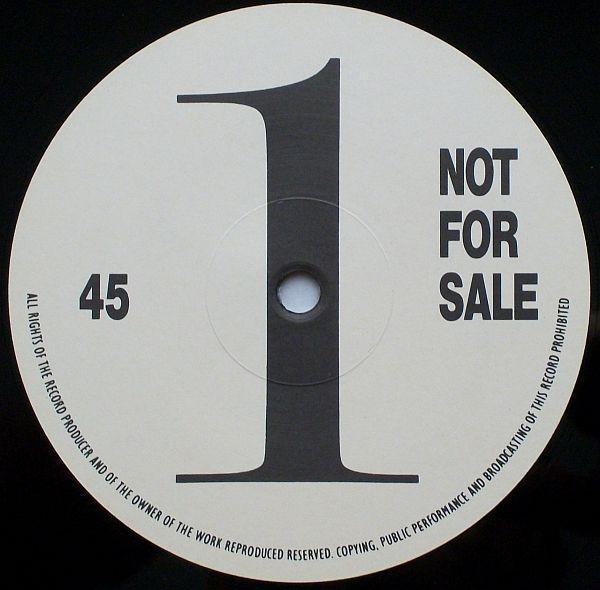 1
NOT
FOR
SALE
45
ALL RIGHTS OF THE RECORD PRODUCER AND OF THE OWNER OF THE WORK REPRODUCED RESERVED. COPYING, PUBLIC PERFORMANCE AND BROADCASTING OF THIS RECORD PROHIBITED